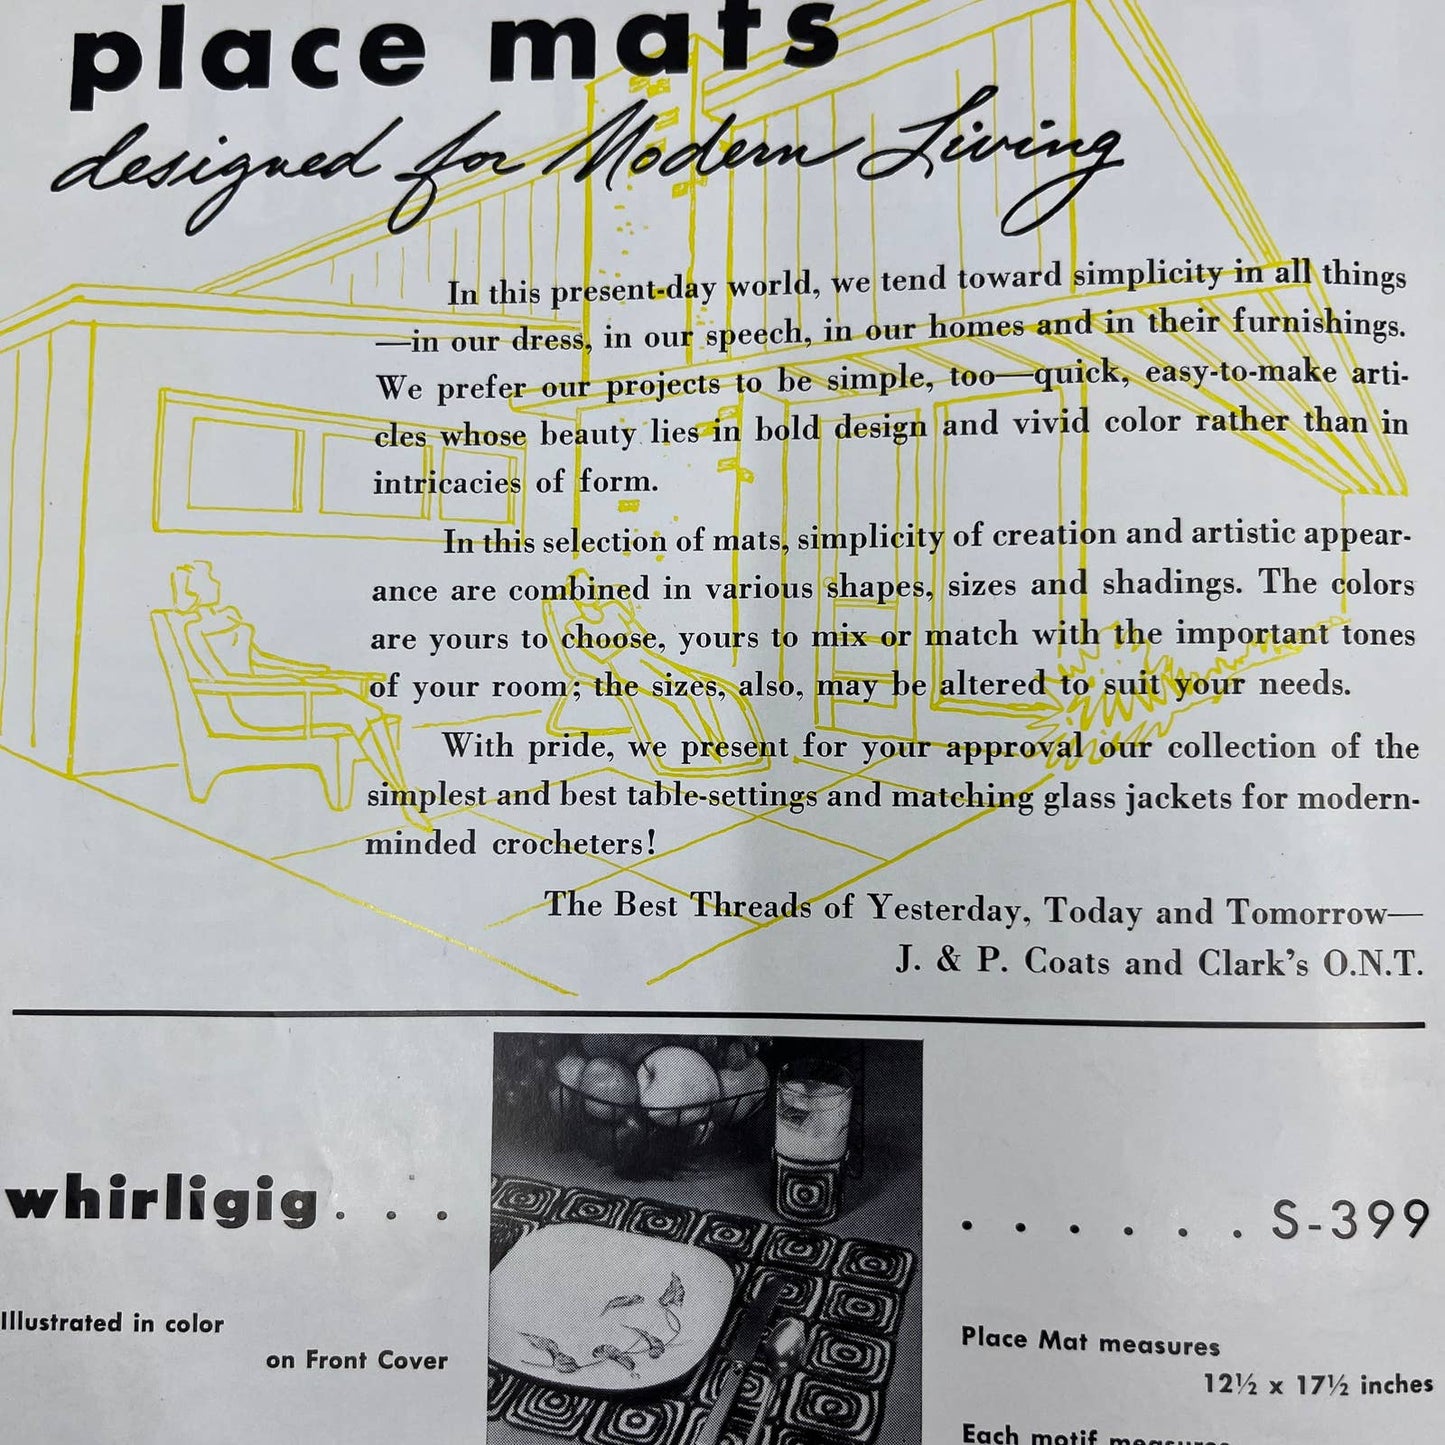 place mats
designed for Modern Living
In this present-day world, we tend toward simplicity in all things
—in our dress, in our speech, in our homes and in their furnishings.
We prefer our projects to be simple, too—quick, easy-to-make arti-
cles whose beauty lies in bold design and vivid color rather than in
intricacies of form.
In this selection of mats, simplicity of creation and artistic appear-
ance are combined in various shapes, sizes and shadings. The colors
are yours to choose, yours to mix or match with the important tones
of your room; the sizes, also, may be altered to suit your needs.
With pride, we present for your approval our collection of the
simplest and best table-settings and matching glass jackets for modern-
minded crocheters!
The Best Threads of Yesterday, Today and Tomorrow—
J. & P. Coats and Clark's O.N.T.
whirligig . . .
. . . . . . S-399
Illustrated in color
on Front Cover
Place Mat measures
12½ x 17½ inches
Each motif measures